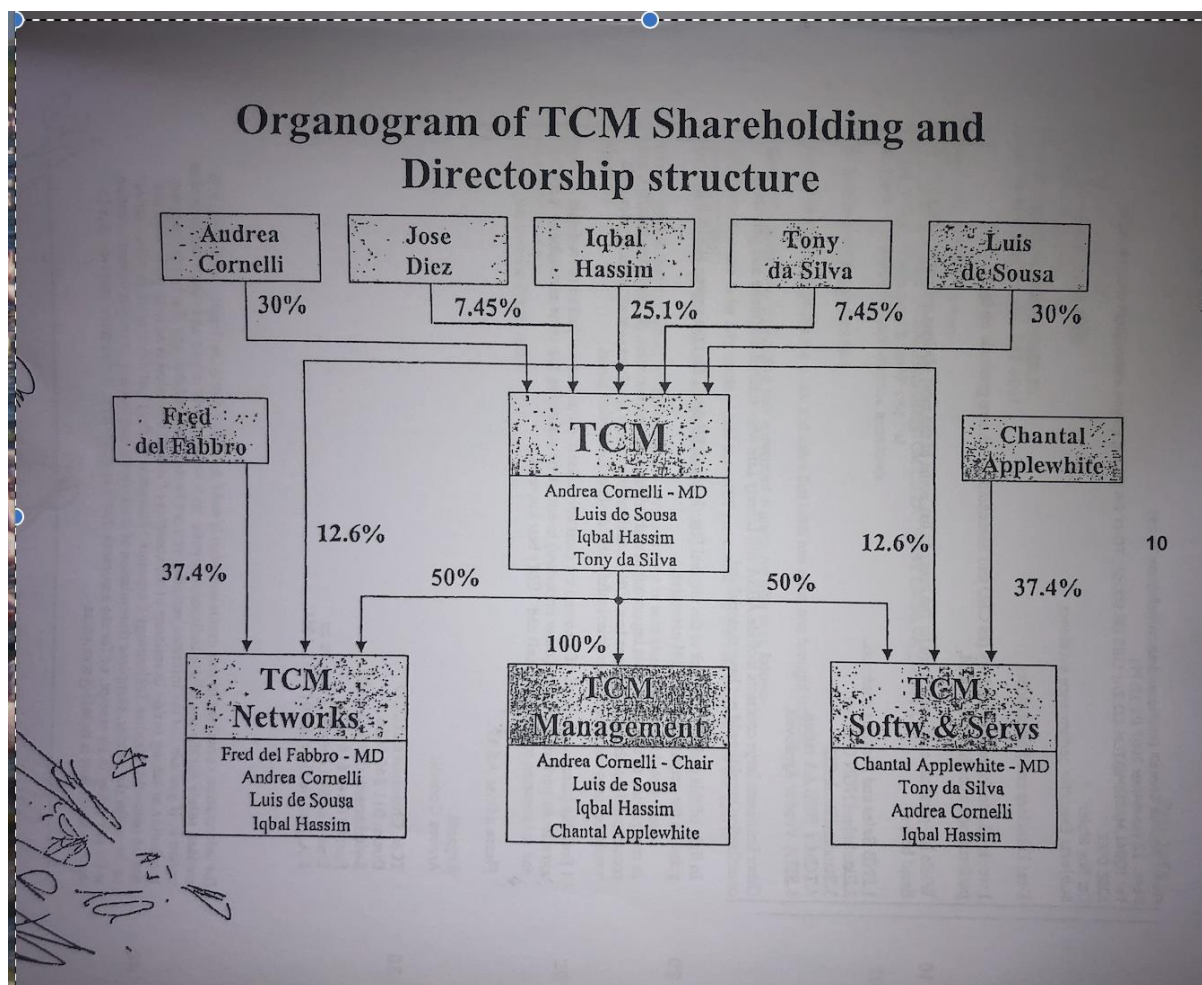 Organogram of TCM Shareholding and
Directorship structure
Andrea
Cornelli
Jose
Diez
Iqbal
Hassim
Tony
da Silva
Luis
de Sousa
30%
7.45%
25.1%
7.45%
30%
Fred
del Fabbro
TCM
Andrea Cornelli - MD
Luis de Sousa
Iqbal Hassim
Tony da Silva
Chantal
Applewhite
37.4%
12.6%
50%
100%
50%
12.6%
37.4%
10
TCM
Networks
Fred del Fabbro - MD
Andrea Cornelli
Luis de Sousa
Iqbal Hassim
TCM
Management
Andrea Cornelli - Chair
Luis de Sousa
Iqbal Hassim
Chantal Applewhite
TCM
Softw & Servs
Chantal Applewhite - MD
Tony da Silva
Andrea Cornelli
Iqbal Hassim